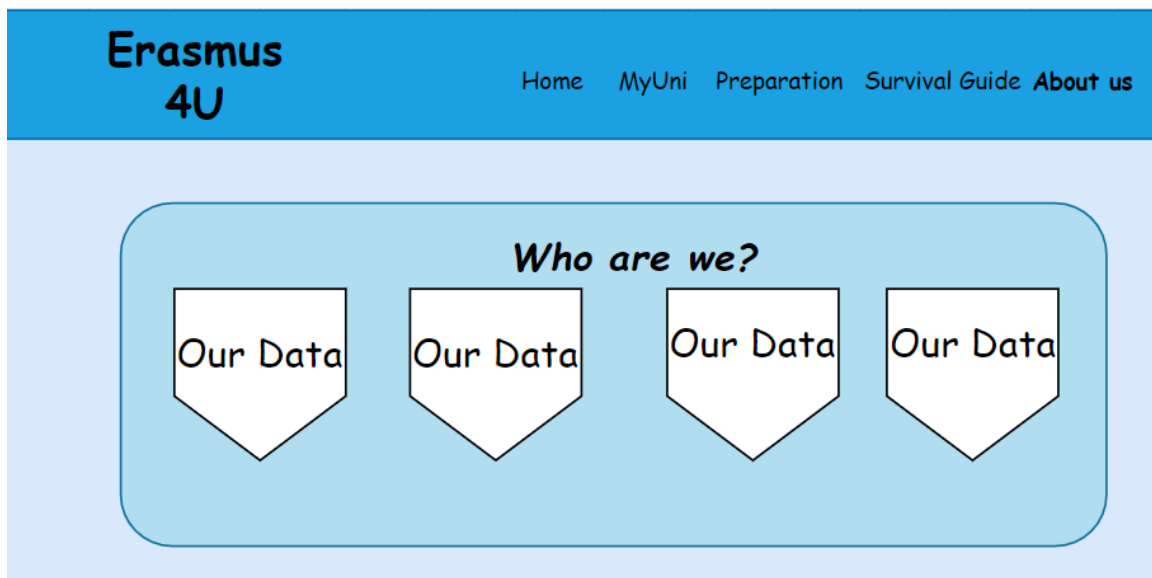 Erasmus
4U
Home MyUni Preparation Survival Guide About us
Who are we?
Our Data Our Data Our Data Our Data